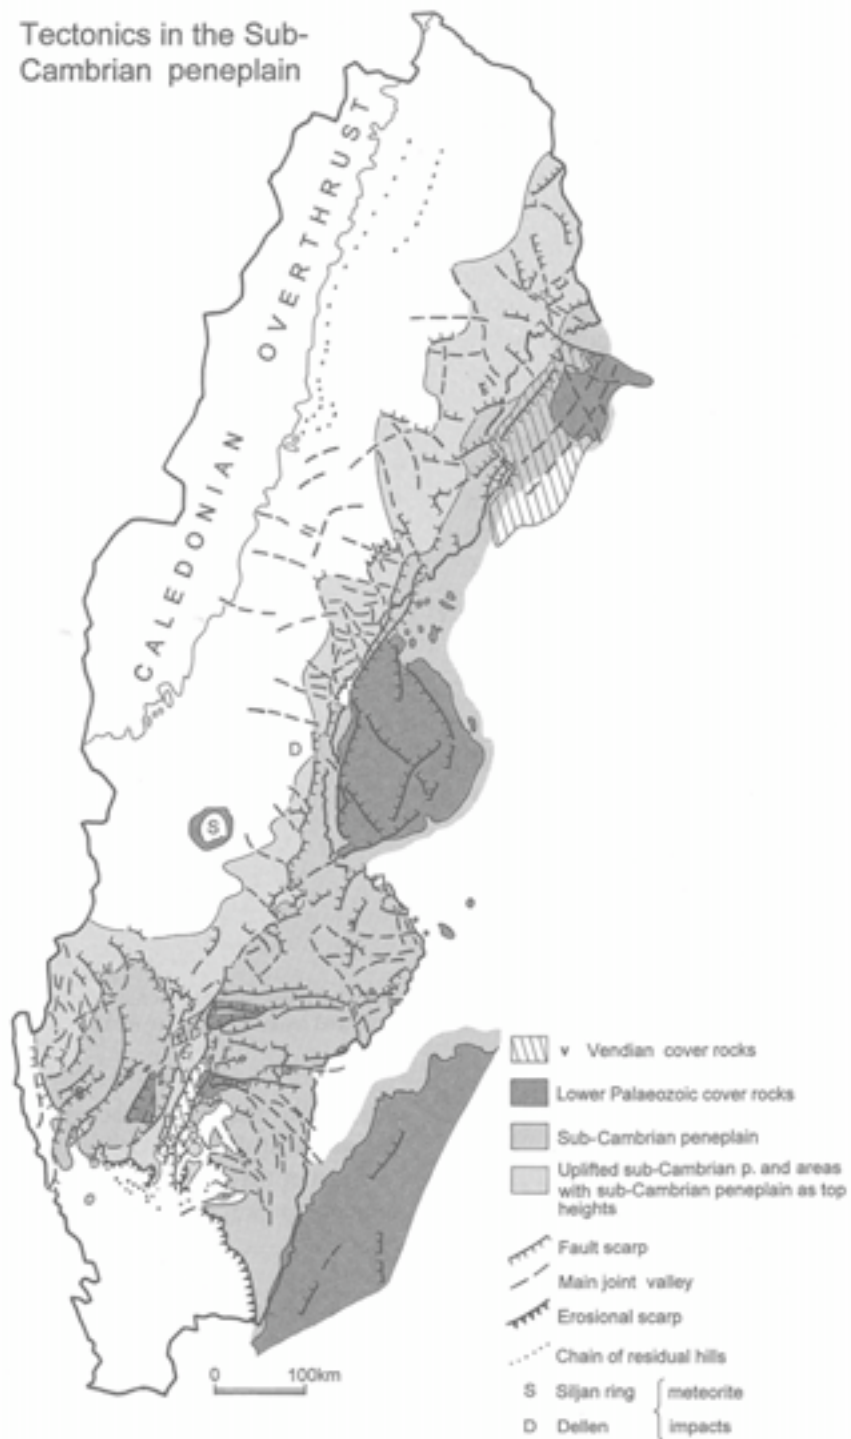 Tectonics in the Sub-
Cambrian peneplain
CALEDONIAN OVERTHRUST
D
S
v Vendian cover rocks
Lower Palaeozoic cover rocks
Sub-Cambrian peneplain
Uplifted sub-Cambrian p. and areas
with sub-Cambrian peneplain as top
heights
Fault scarp
Main joint valley
Erosional scarp
Chain of residual hills
0 100km
S Siljan ring meteorite
D Dellen impacts